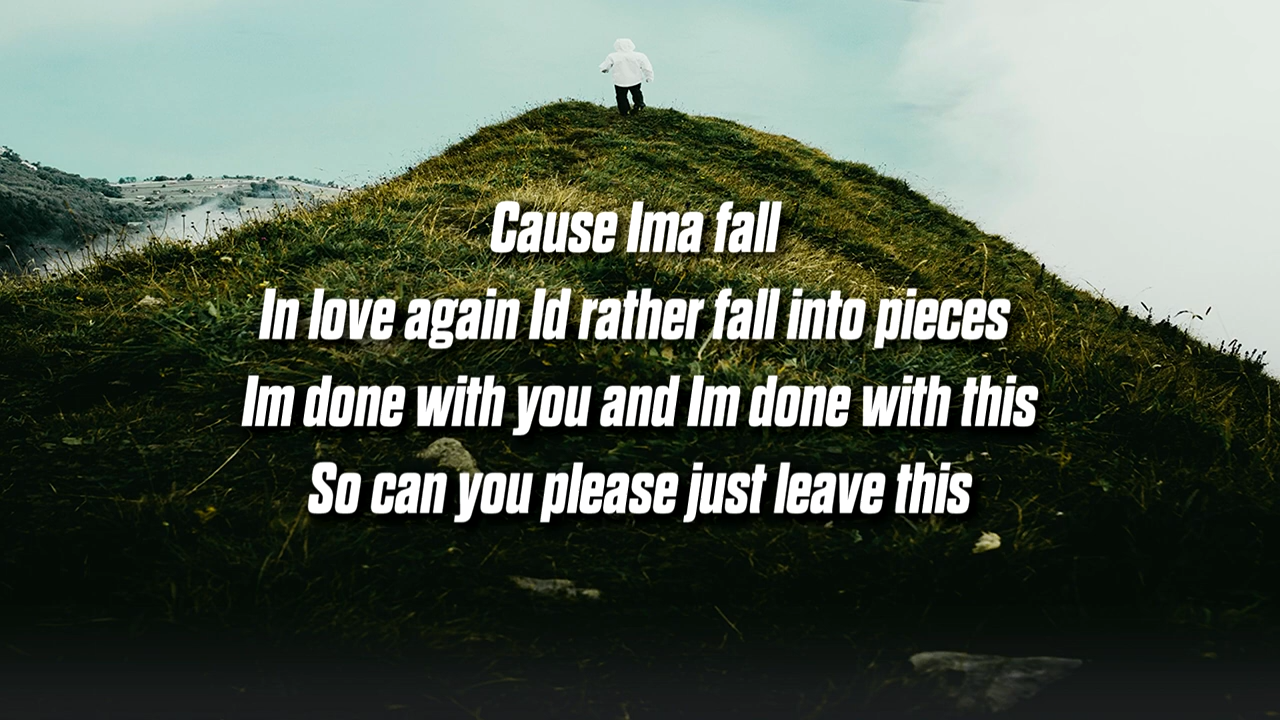 Cause Ima fall
In love again Id rather fall into pieces
Im done with you and Im done with this
So can you please just leave this